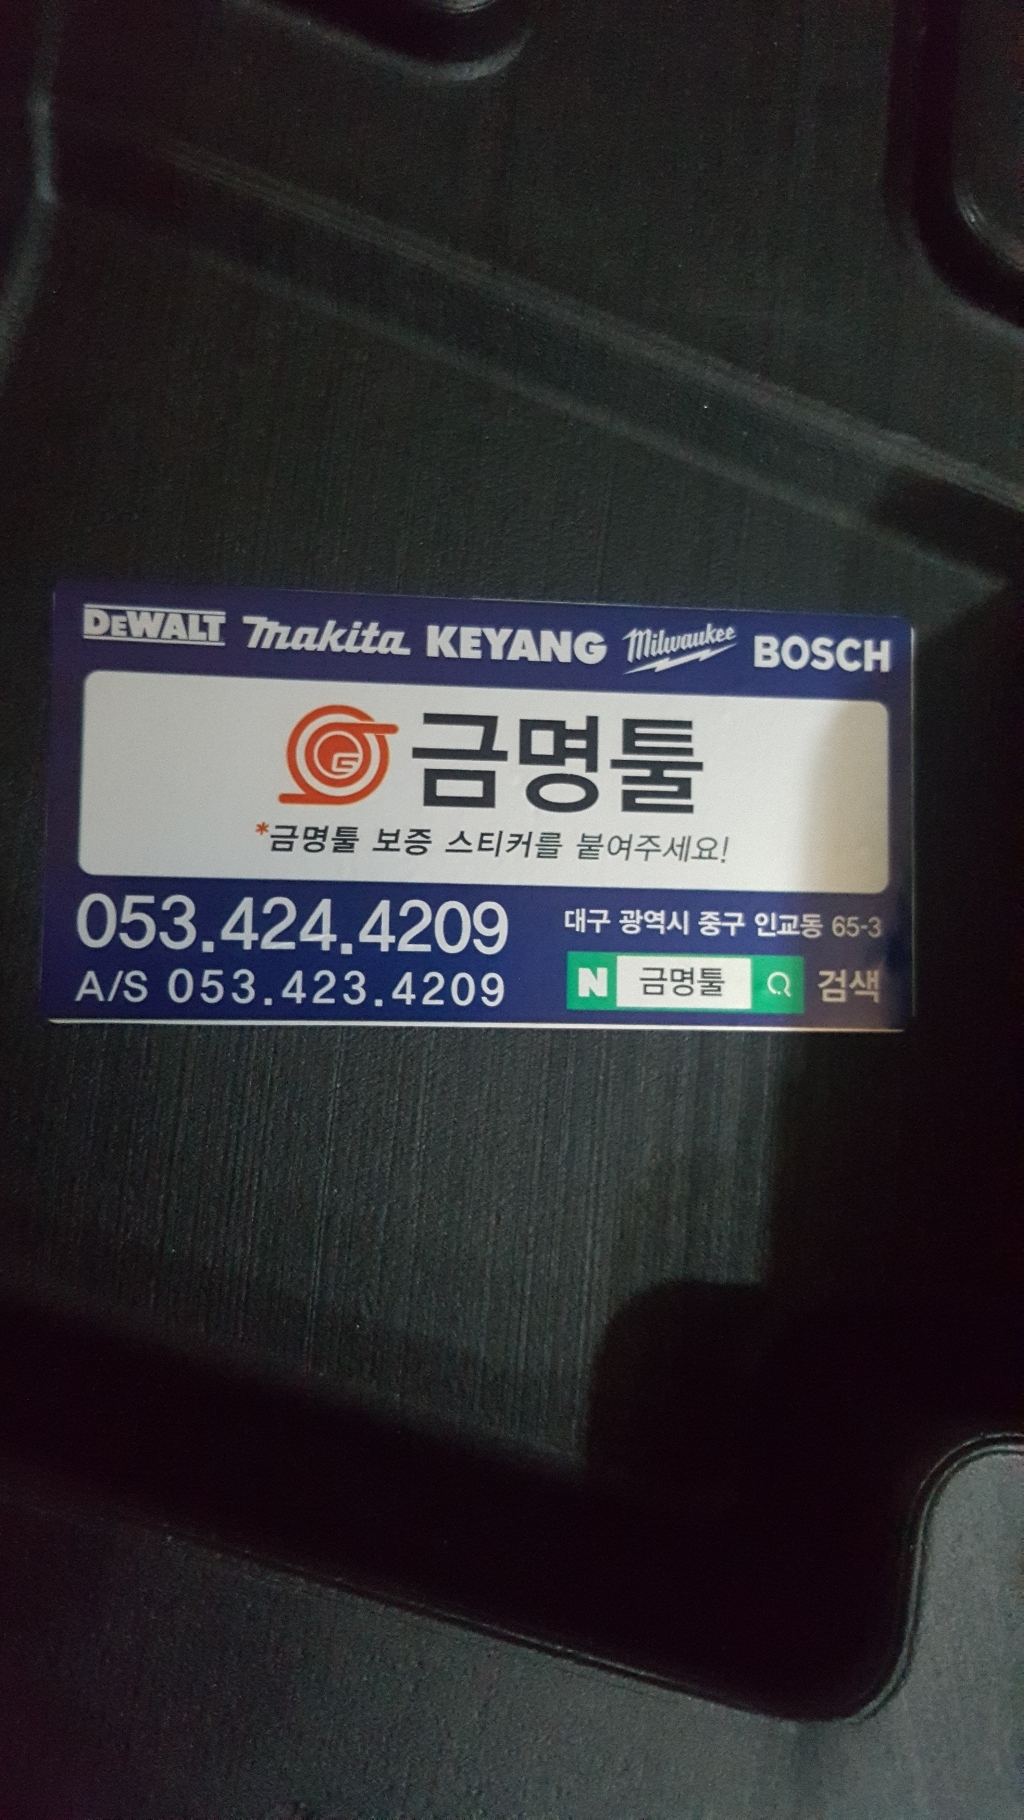 DEWALT makita KEYANG Milwaukee BOSCH
G 금명툴
*금명툴 보증 스티커를 붙여주세요!
053.424.4209
대구 광역시 중구 인교동 65-3
A/S 053.423.4209
N 금명툴 검색